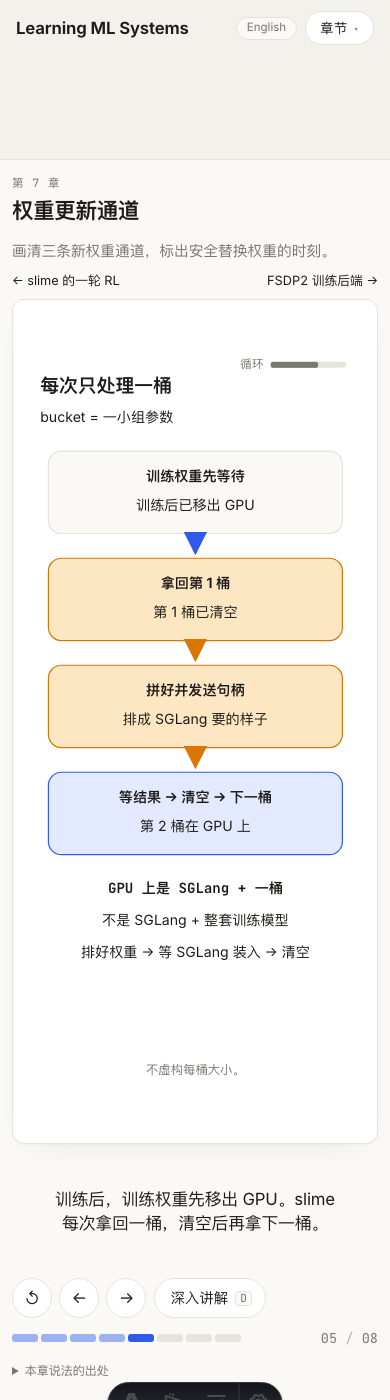 Learning ML Systems
English
章节
第 7 章
权重更新通道
画清三条新权重通道，标出安全替换权重的时刻。
← slime 的一轮 RL
FSDP2 训练后端 →
循环
每次只处理一桶
bucket = 一小组参数
训练权重先等待
训练后已移出 GPU
拿回第 1 桶
第 1 桶已清空
拼好并发送句柄
排成 SGLang 要的样子
等结果 → 清空 → 下一桶
第 2 桶在 GPU 上
GPU 上是 SGLang + 一桶
不是 SGLang + 整套训练模型
排好权重 → 等 SGLang 装入 → 清空
不虚构每桶大小。
训练后，训练权重先移出 GPU。slime
每次拿回一桶，清空后再拿下一桶。
深入讲解 D
05 / 08
本章说法的出处